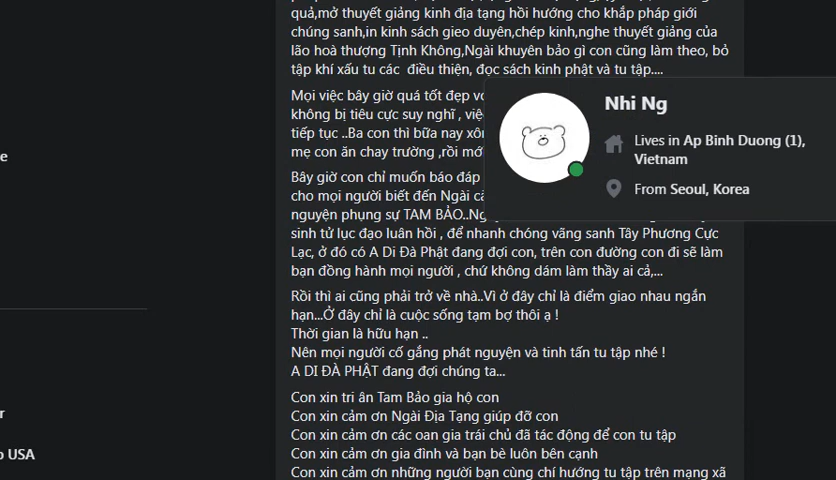 quả,mở thuyết giảng kinh địa tạng hồi hướng cho khắp pháp giới
chúng sanh,in kinh sách gieo duyên,chép kinh,nghe thuyết giảng của
lão hoà thượng Tịnh Không,Ngài khuyên bảo gì con cũng làm theo, bỏ
tập khí xấu tu các điều thiện, đọc sách kinh phật và tu tập....
Mọi việc bây giờ quá tốt đẹp
không bị tiêu cực suy nghĩ ,
tiếp tục ..Ba con thì bữa nay
mẹ con ăn chay trường ,rồi
Nhi Ng
Lives in Ap Binh Duong (1),
Vietnam
From Seoul, Korea
e
Bây giờ con chỉ muốn báo đáp
cho mọi người biết đến Ngài
nguyện phụng sự TAM BẢO..
sinh tử lục đạo luân hồi , để nhanh chóng vãng sanh Tây Phương Cực
Lạc, ở đó có A Di Đà Phật đang đợi con, trên con đường con đi sẽ làm
bạn đồng hành mọi người , chứ không dám làm thầy ai cả,...
Rồi thì ai cũng phải trở về nhà..Vì ở đây chỉ là điểm giao nhau ngắn
hạn...Ở đây chỉ là cuộc sống tạm bợ thôi ạ !
Thời gian là hữu hạn ..
Nên mọi người cố gắng phát nguyện và tinh tấn tu tập nhé !
A DI ĐÀ PHẬT đang đợi chúng ta...
Con xin tri ân Tam Bảo gia hộ con
Con xin cảm ơn Ngài Địa Tạng giúp đỡ con
Con xin cảm ơn các oan gia trái chủ đã tác động để con tu tập
Con xin cảm ơn gia đình và bạn bè luôn bên cạnh
Con xin cảm ơn những người bạn cùng chí hướng tu tập trên mạng xã
r
USA